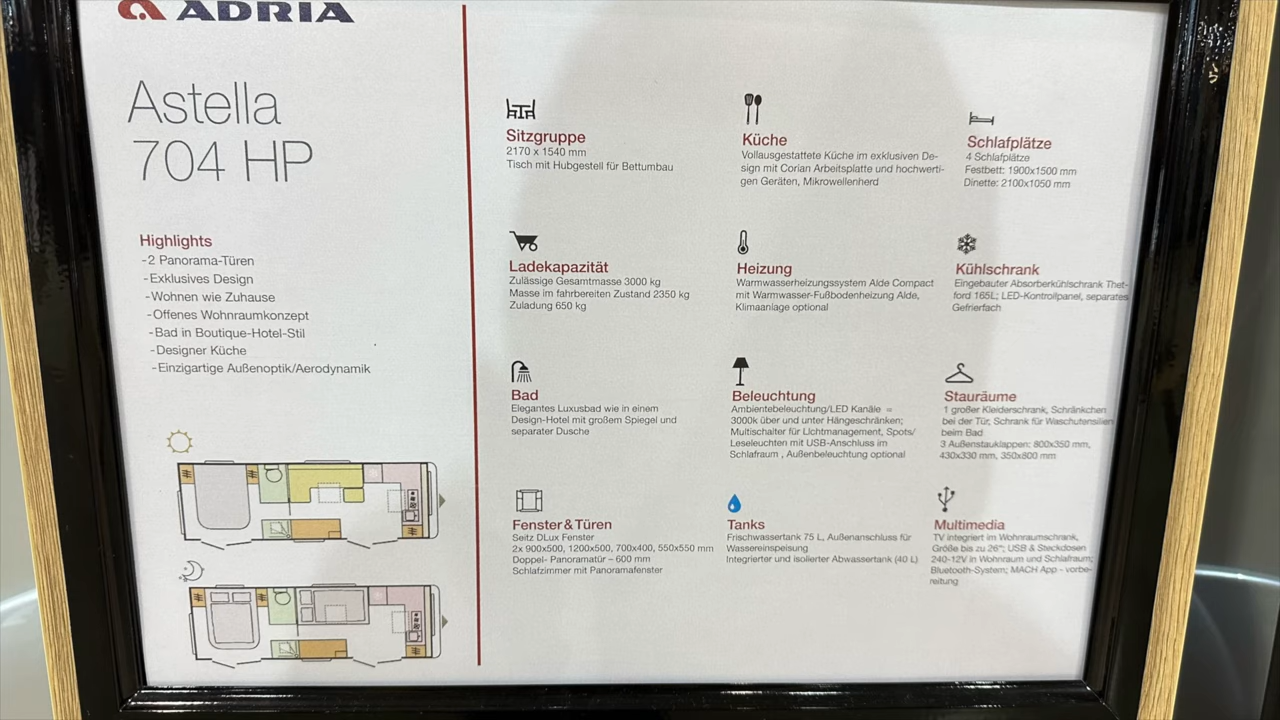 ADRIA
Astella
704 HP
Highlights
-2 Panorama-Türen
-Exklusives Design
-Wohnen wie Zuhause
-Offenes Wohnraumkonzept
-Bad in Boutique-Hotel-Stil
-Designer Küche
-Einzigartige Außenoptik/Aerodynamik
Sitzgruppe
2170 x 1540 mm
Tisch mit Hubgestell für Bettumbau
Küche
Vollausgestattete Küche im exklusiven De-
sign mit Corian Arbeitsplatte und hochwerti-
gen Geräten, Mikrowellenherd
Schlafplätze
4 Schlafplätze
Festbett: 1900x1500 mm
Dinette: 2100x1050 mm
Ladekapazität
Zulässige Gesamtmasse 3000 kg
Masse im fahrbereiten Zustand 2350 kg
Zuladung 650 kg
Heizung
Warmwasserheizungssystem Alde Compact
mit Warmwasser-Fußbodenheizung Alde,
Klimaanlage optional
Kühlschrank
Eingebauter Absorberkühlschrank Thet-
ford 165L; LED-Kontrollpanel, separates
Gefrierfach
Bad
Elegantes Luxusbad wie in einem
Design-Hotel mit großem Spiegel und
separater Dusche
Beleuchtung
Ambientebeleuchtung/LED Kanäle =
3000k über und unter Hängeschränken;
Multischalter für Lichtmanagement, Spots/
Leseleuchten mit USB-Anschluss im
Schlafraum , Außenbeleuchtung optional
Stauräume
1 großer Kleiderschrank, Schränkchen
bei der Tür, Schrank für Waschutensilien
beim Bad
3 Außenstauklappen: 800x350 mm,
430x330 mm, 350x800 mm
Fenster & Türen
Seitz DLux Fenster
2x 900x500, 1200x500, 700x400, 550x550 mm
Doppel- Panoramatür – 600 mm
Schlafzimmer mit Panoramafenster
Tanks
Frischwassertank 75 L, Außenanschluss für
Wassereinspeisung
Integrierter und isolierter Abwassertank (40 L)
Multimedia
TV integriert im Wohnraumschrank,
Größe bis zu 26"; USB & Steckdosen
240-12V in Wohnraum und Schlafraum;
Bluetooth-System; MACH App - vorbe-
reitung